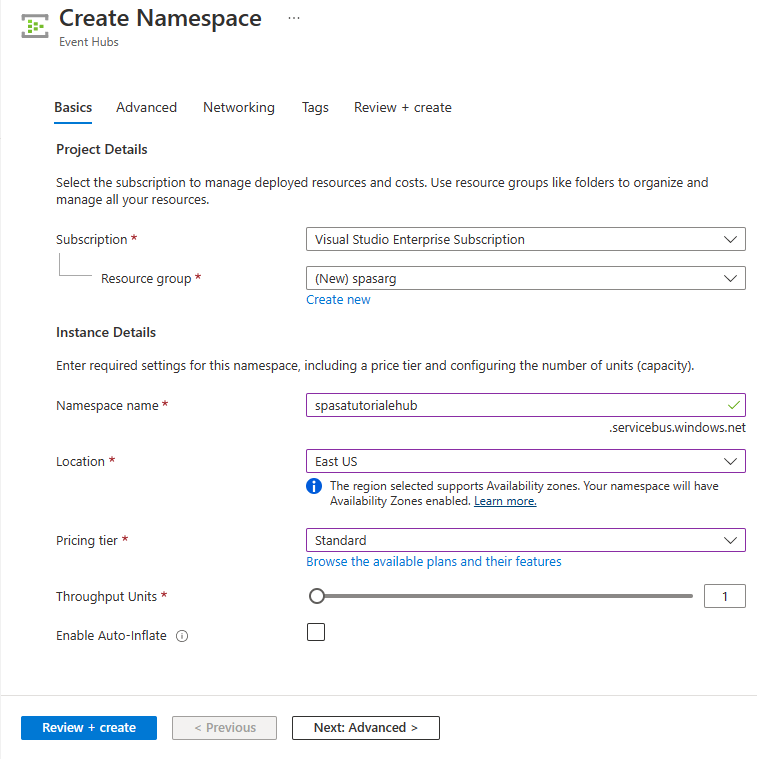 Create Namespace ...
Event Hubs
Basics Advanced Networking Tags Review + create
Project Details
Select the subscription to manage deployed resources and costs. Use resource groups like folders to organize and
manage all your resources.
Subscription * Visual Studio Enterprise Subscription
Resource group * (New) spasarg
Create new
Instance Details
Enter required settings for this namespace, including a price tier and configuring the number of units (capacity).
Namespace name * spasatutorialehub
.servicebus.windows.net
Location * East US
The region selected supports Availability zones. Your namespace will have
Availability Zones enabled. Learn more.
Pricing tier * Standard
Browse the available plans and their features
Throughput Units * 1
Enable Auto-Inflate
Review + create < Previous Next: Advanced >